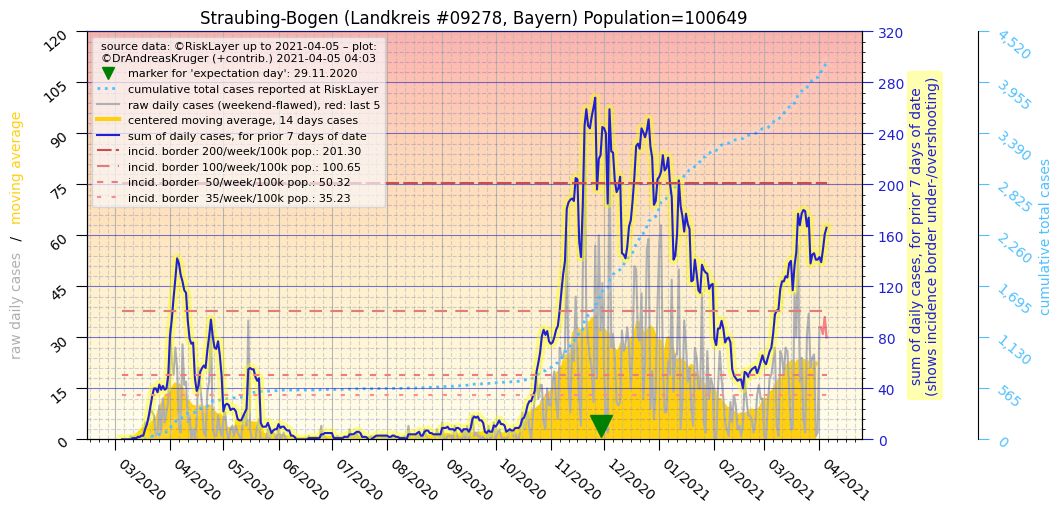 Straubing-Bogen (Landkreis #09278, Bayern) Population=100649
source data: ©RiskLayer up to 2021-04-05 – plot:
©DrAndreasKruger (+contrib.) 2021-04-05 04:03
marker for 'expectation day': 29.11.2020
cumulative total cases reported at RiskLayer
raw daily cases (weekend-flawed), red: last 5
centered moving average, 14 days cases
sum of daily cases, for prior 7 days of date
incid. border 200/week/100k pop.: 201.30
incid. border 100/week/100k pop.: 100.65
incid. border  50/week/100k pop.: 50.32
incid. border  35/week/100k pop.: 35.23
raw daily cases  /  moving average
120
105
90
75
60
45
30
15
0
03/2020
04/2020
05/2020
06/2020
07/2020
08/2020
09/2020
10/2020
11/2020
12/2020
01/2021
02/2021
03/2021
04/2021
320
280
240
200
160
120
80
40
0
sum of daily cases, for prior 7 days of date
(shows incidence border under-/overshooting)
4,520
3,955
3,390
2,825
2,260
1,695
1,130
565
0
cumulative total cases